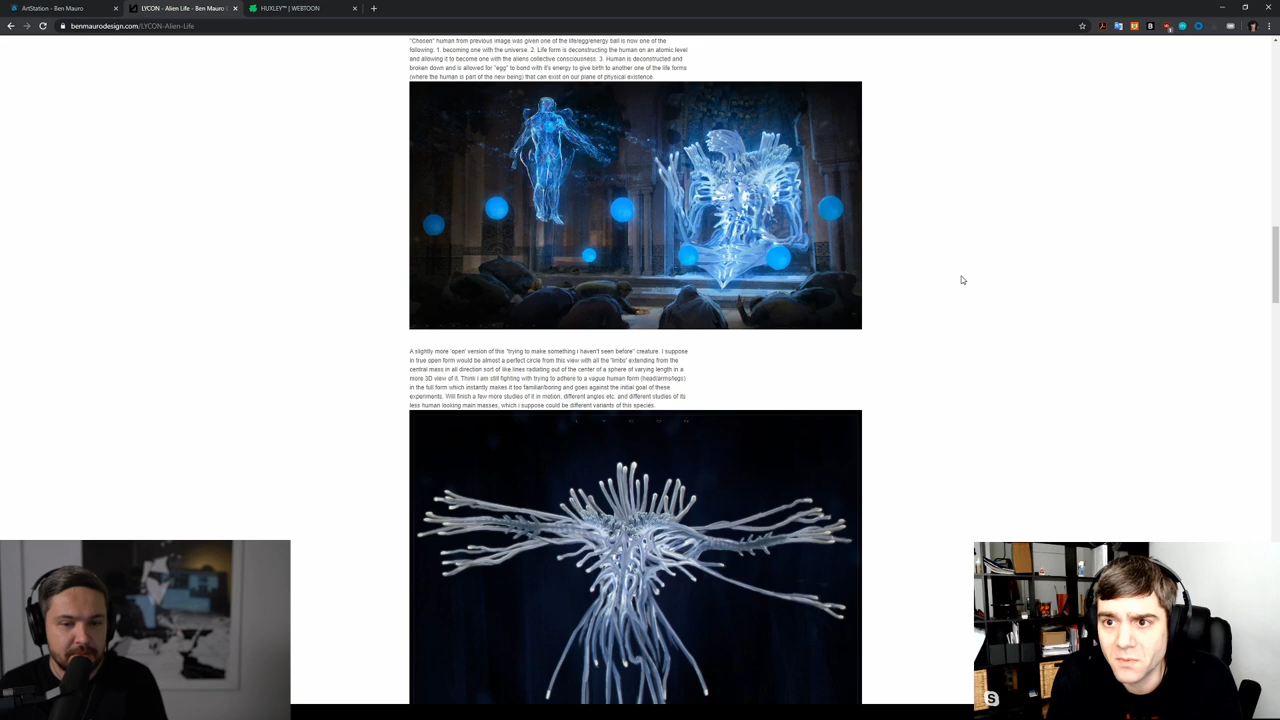 ArtStation - Ben Mauro
LYCON - Alien-Life - Ben Mauro
HUXLEY™ | WEBTOON
benmaurodesign.com/LYCON-Alien-Life
"Chosen" human from previous image was given one of the life/egg/energy ball is now one of the
following: 1. becoming one with the universe. 2. Life form is deconstructing the human on an atomic level
and allowing it to become one with the aliens collective consciousness. 3. Human is deconstructed and
broken down and is allowed for "egg" to bond with it's energy to give birth to another one of the life forms
(where the human is part of the new being) that can exist on our plane of physical existence.
A slightly more 'open' version of this "trying to make something i haven't seen before" creature. I suppose
in true open form would be almost a perfect circle from this view with all the "limbs" extending from the
central mass in all direction sort of like lines radiating out of the center of a sphere of varying length in a
more 3D view of it. Think I am still fighting with trying to adhere to a vague human form (head/arms/legs)
in the full form which instantly makes it too familiar/boring and goes against the initial goal of these
experiments. Will finish a few more studies of it in motion, different angles etc. and different studies of its
less human looking main masses, which i suppose could be different variants of this species.
L Y C O N
S